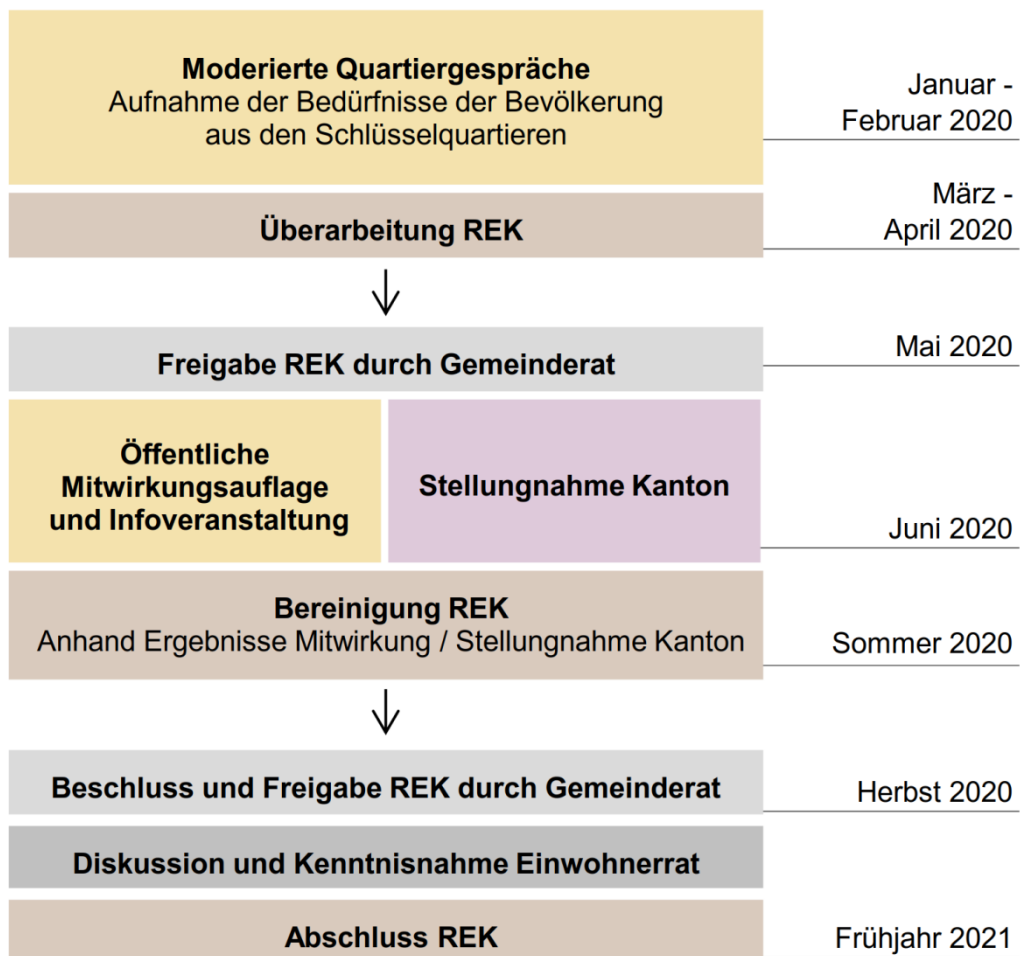 Moderierte Quartiergespräche
Aufnahme der Bedürfnisse der Bevölkerung
aus den Schlüsselquartieren
Januar -
Februar 2020
Überarbeitung REK
März -
April 2020
Freigabe REK durch Gemeinderat
Mai 2020
Öffentliche
Mitwirkungsauflage
und Infoveranstaltung
Stellungnahme Kanton
Juni 2020
Bereinigung REK
Anhand Ergebnisse Mitwirkung / Stellungnahme Kanton
Sommer 2020
Beschluss und Freigabe REK durch Gemeinderat
Herbst 2020
Diskussion und Kenntnisnahme Einwohnerrat
Abschluss REK
Frühjahr 2021